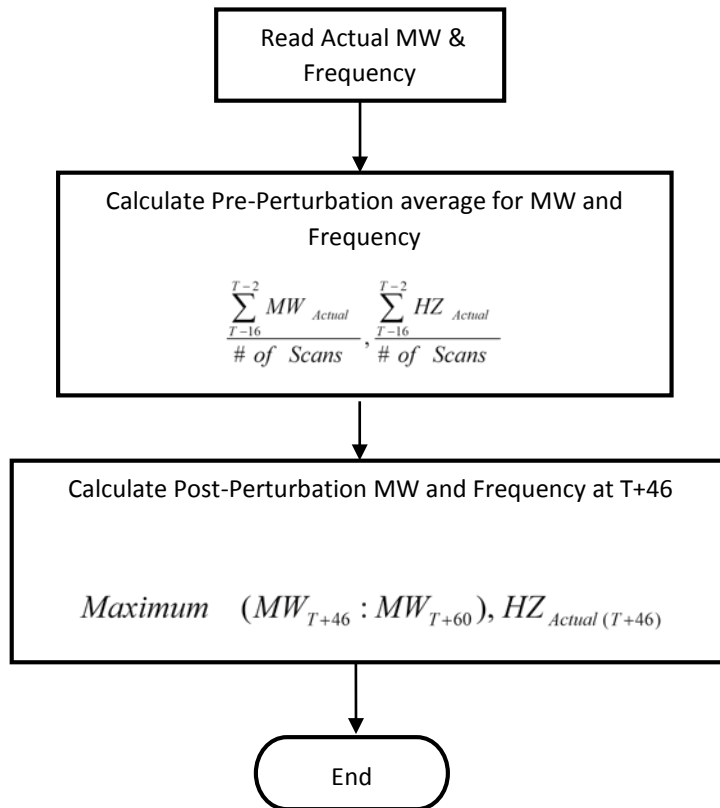 Read Actual MW &
Frequency
Calculate Pre-Perturbation average for MW and
Frequency
T−2 T−2
∑ MW Actual ∑ HZ Actual
T−16 , T−16
# of Scans # of Scans
Calculate Post-Perturbation MW and Frequency at T+46
Maximum (MW T+46 : MW T+60), HZ Actual (T+46)
End